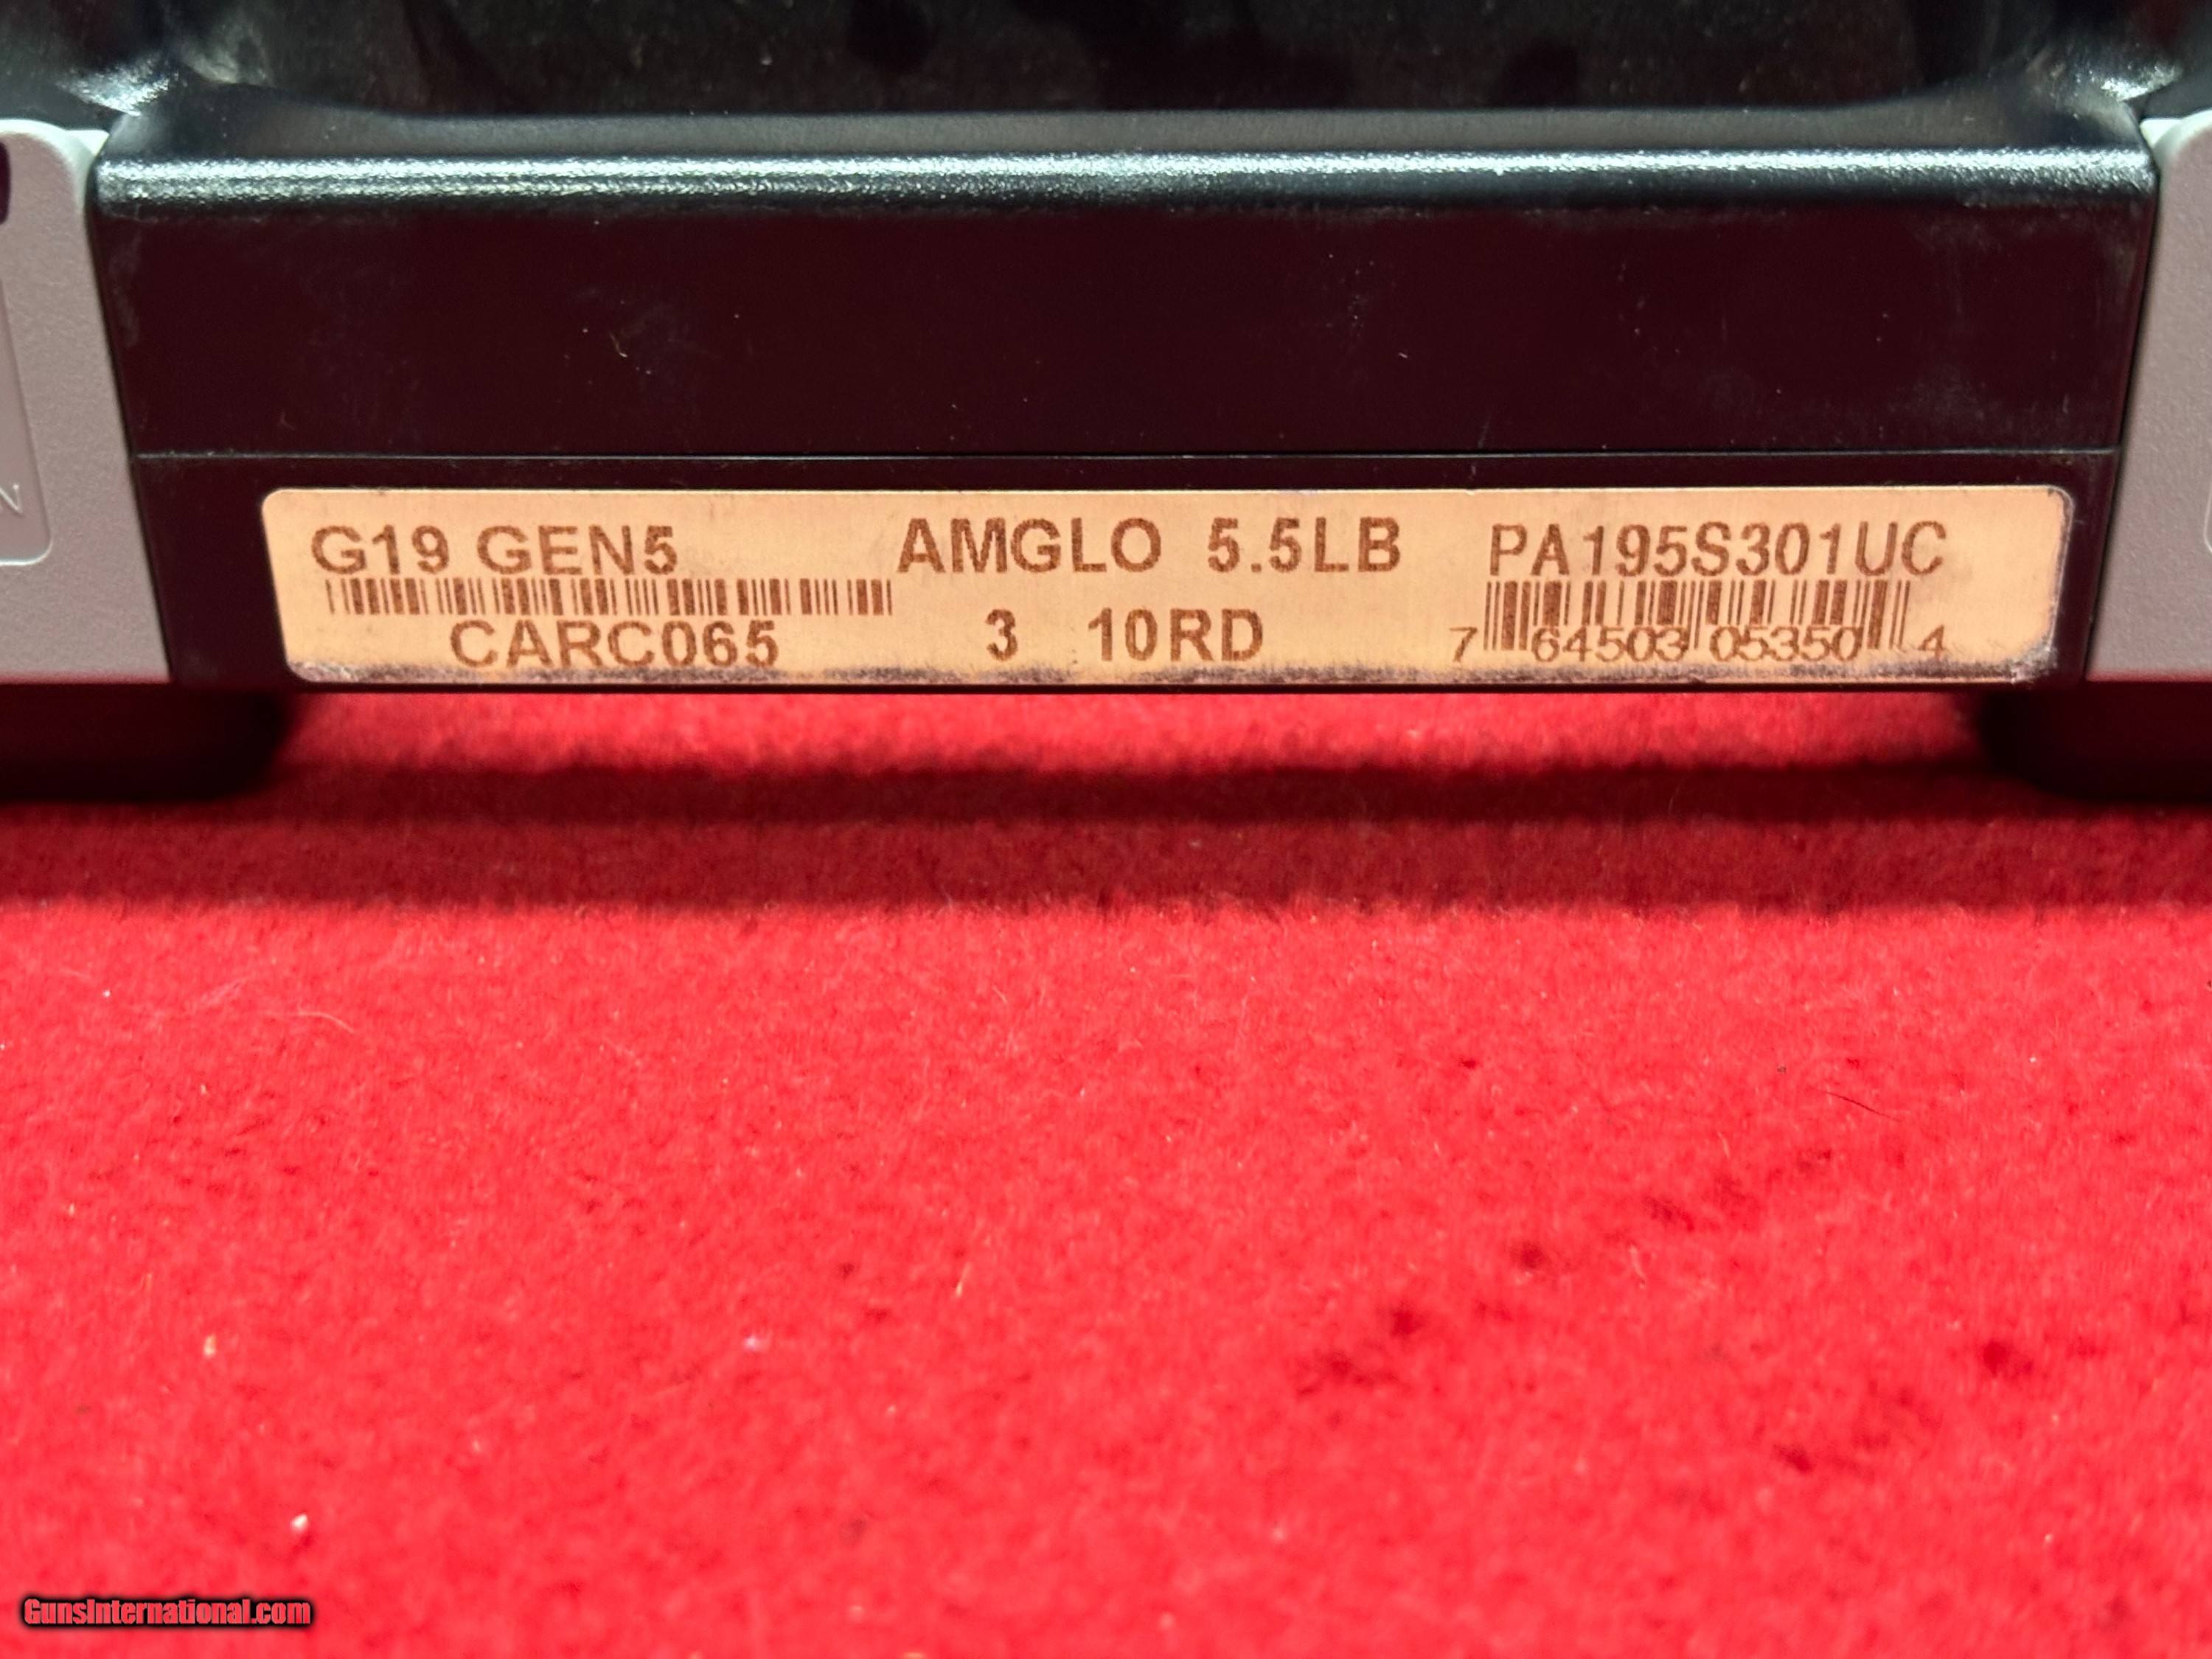 G19 GEN5 AMGLO 5.5LB PA195S301UC
CARC065 3 10RD 7 64503 05350 4
N
GunsInternational.com